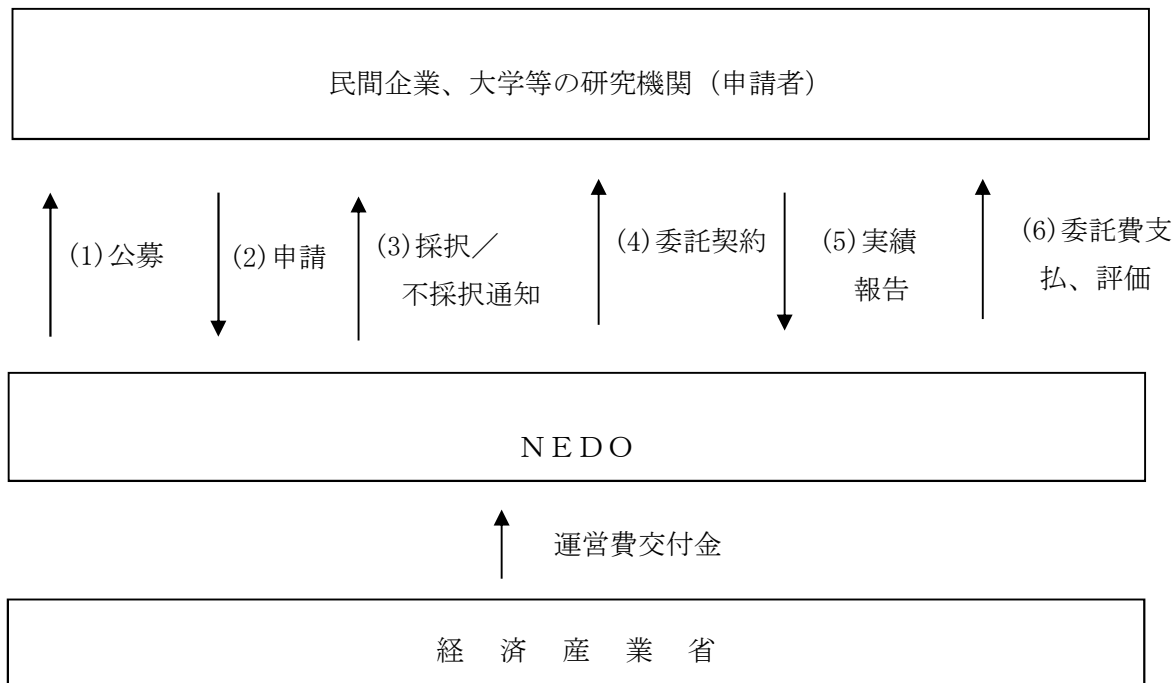 民間企業、大学等の研究機関（申請者）
(1)公募
(2)申請
(3)採択／
不採択通知
(4)委託契約
(5)実績
報告
(6)委託費支
払、評価
ＮＥＤＯ
運営費交付金
経　済　産　業　省